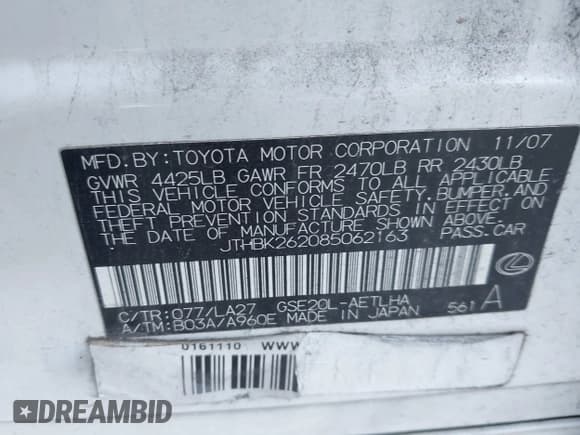 MFD. BY: TOYOTA MOTOR CORPORATION 11/07
GVWR 4425LB GAWR FR 2470LB RR 2430LB
THIS VEHICLE CONFORMS TO ALL APPLICABLE
FEDERAL MOTOR VEHICLE SAFETY, BUMPER, AND
THEFT PREVENTION STANDARDS IN EFFECT ON
THE DATE OF MANUFACTURE SHOWN ABOVE.
JTHBK262085062163 PASS. CAR
C/TR: 077/LA27 GSE20L-AETLHA
A/TM: B03A/A960E MADE IN JAPAN 561 A
0161110 WWW
DREAMBID